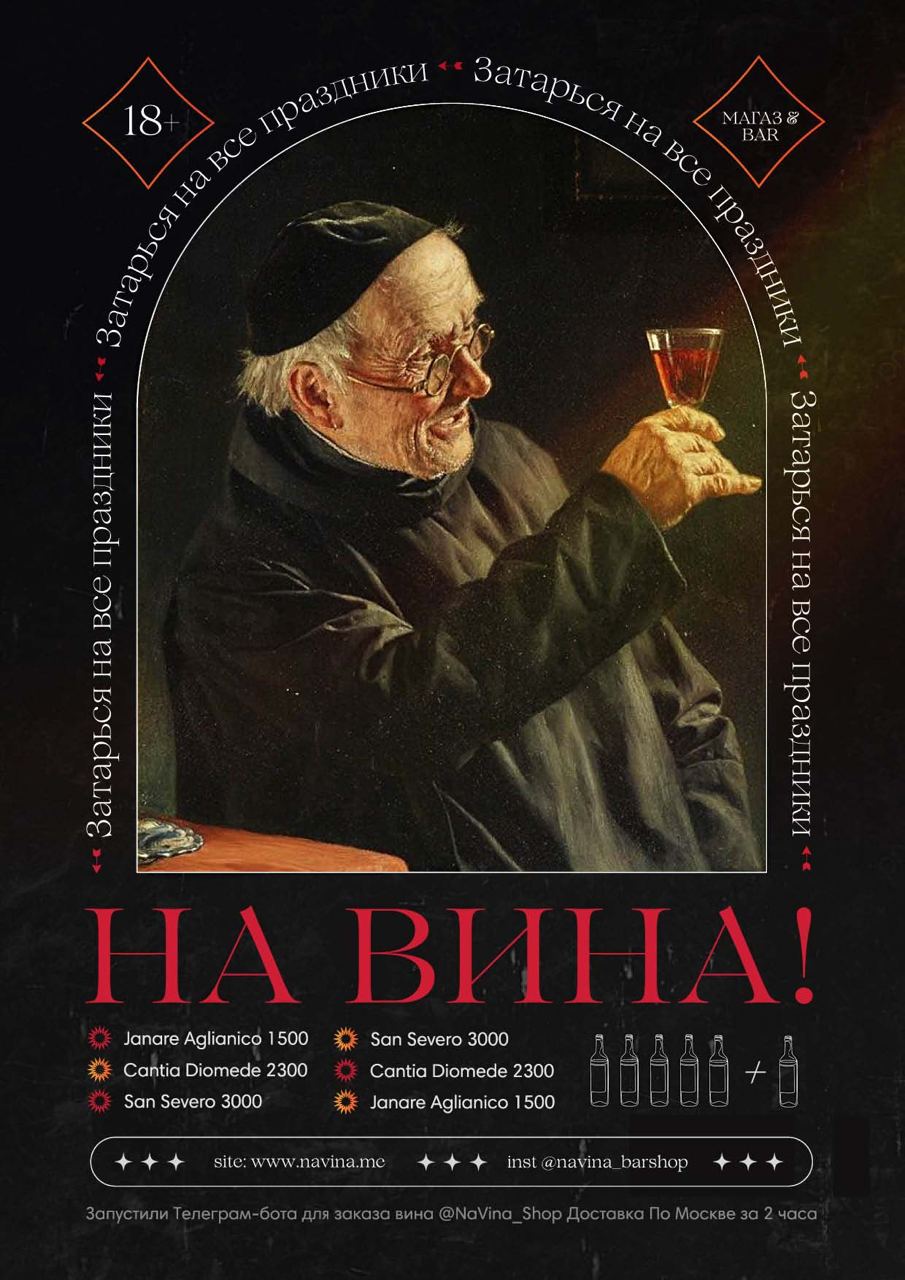 18+
МАГАЗ &
BAR
Затарься на все праздники
Затарься на все праздники
Затарься на все праздники
Затарься на все праздники
НА ВИНА!
Janare Aglianico 1500
Cantia Diomede 2300
San Severo 3000
San Severo 3000
Cantia Diomede 2300
Janare Aglianico 1500
+
site: www.navina.me
inst @navina_barshop
Запустили Телеграм-бота для заказа вина @NaVina_Shop Доставка По Москве за 2 часа